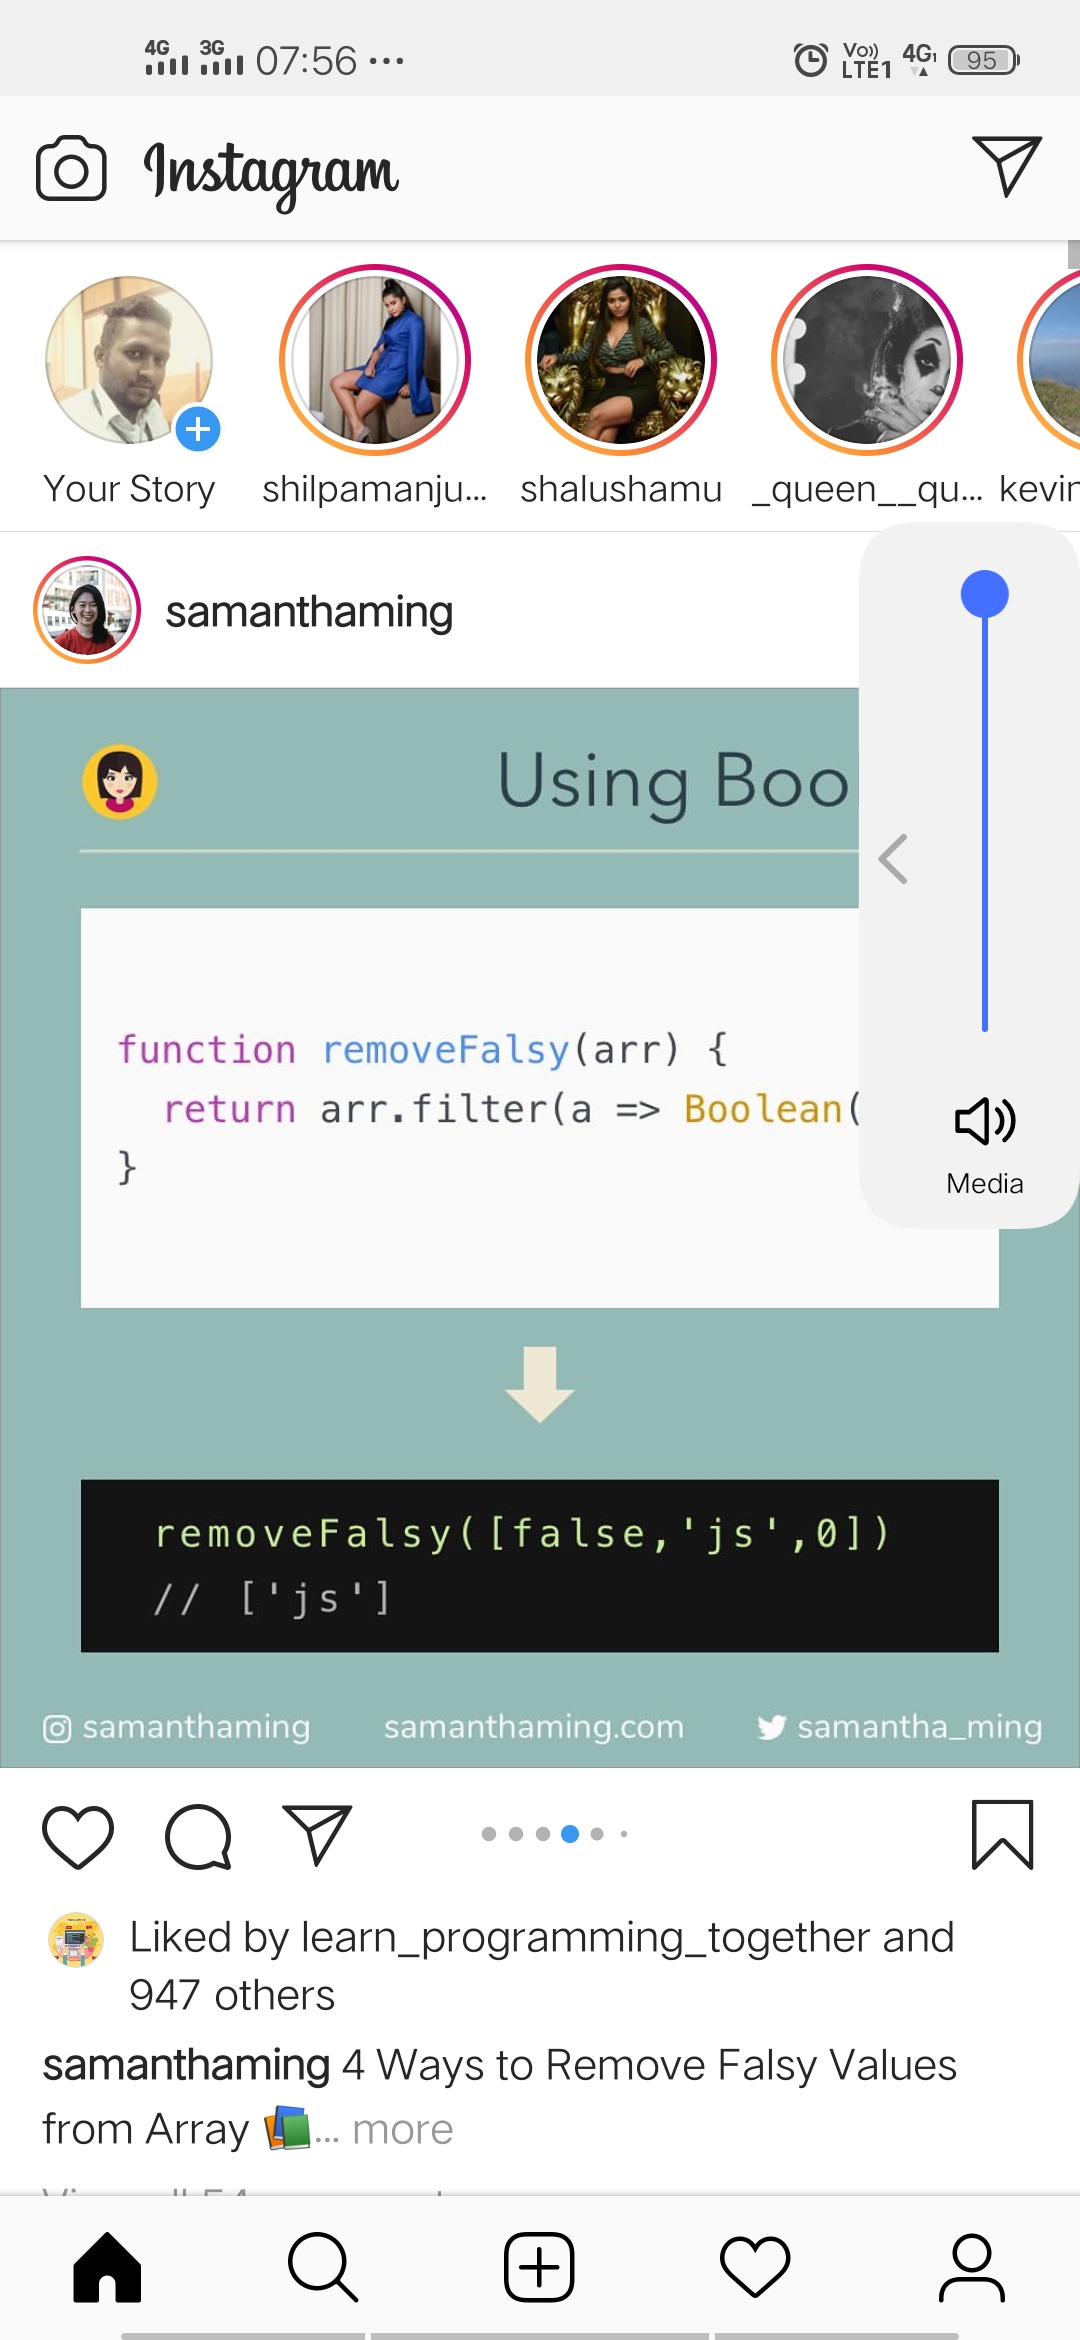 4G 3G 07:56 ... Vo)) LTE1 4G1 95
Instagram
Your Story shilpamanju... shalushamu _queen__qu... kevin
samanthaming
Using Boo
function removeFalsy(arr) {
return arr.filter(a => Boolean(
}
Media
removeFalsy([false,'js',0])
// ['js']
samanthaming samanthaming.com samantha_ming
Liked by learn_programming_together and
947 others
samanthaming 4 Ways to Remove Falsy Values
from Array ... more